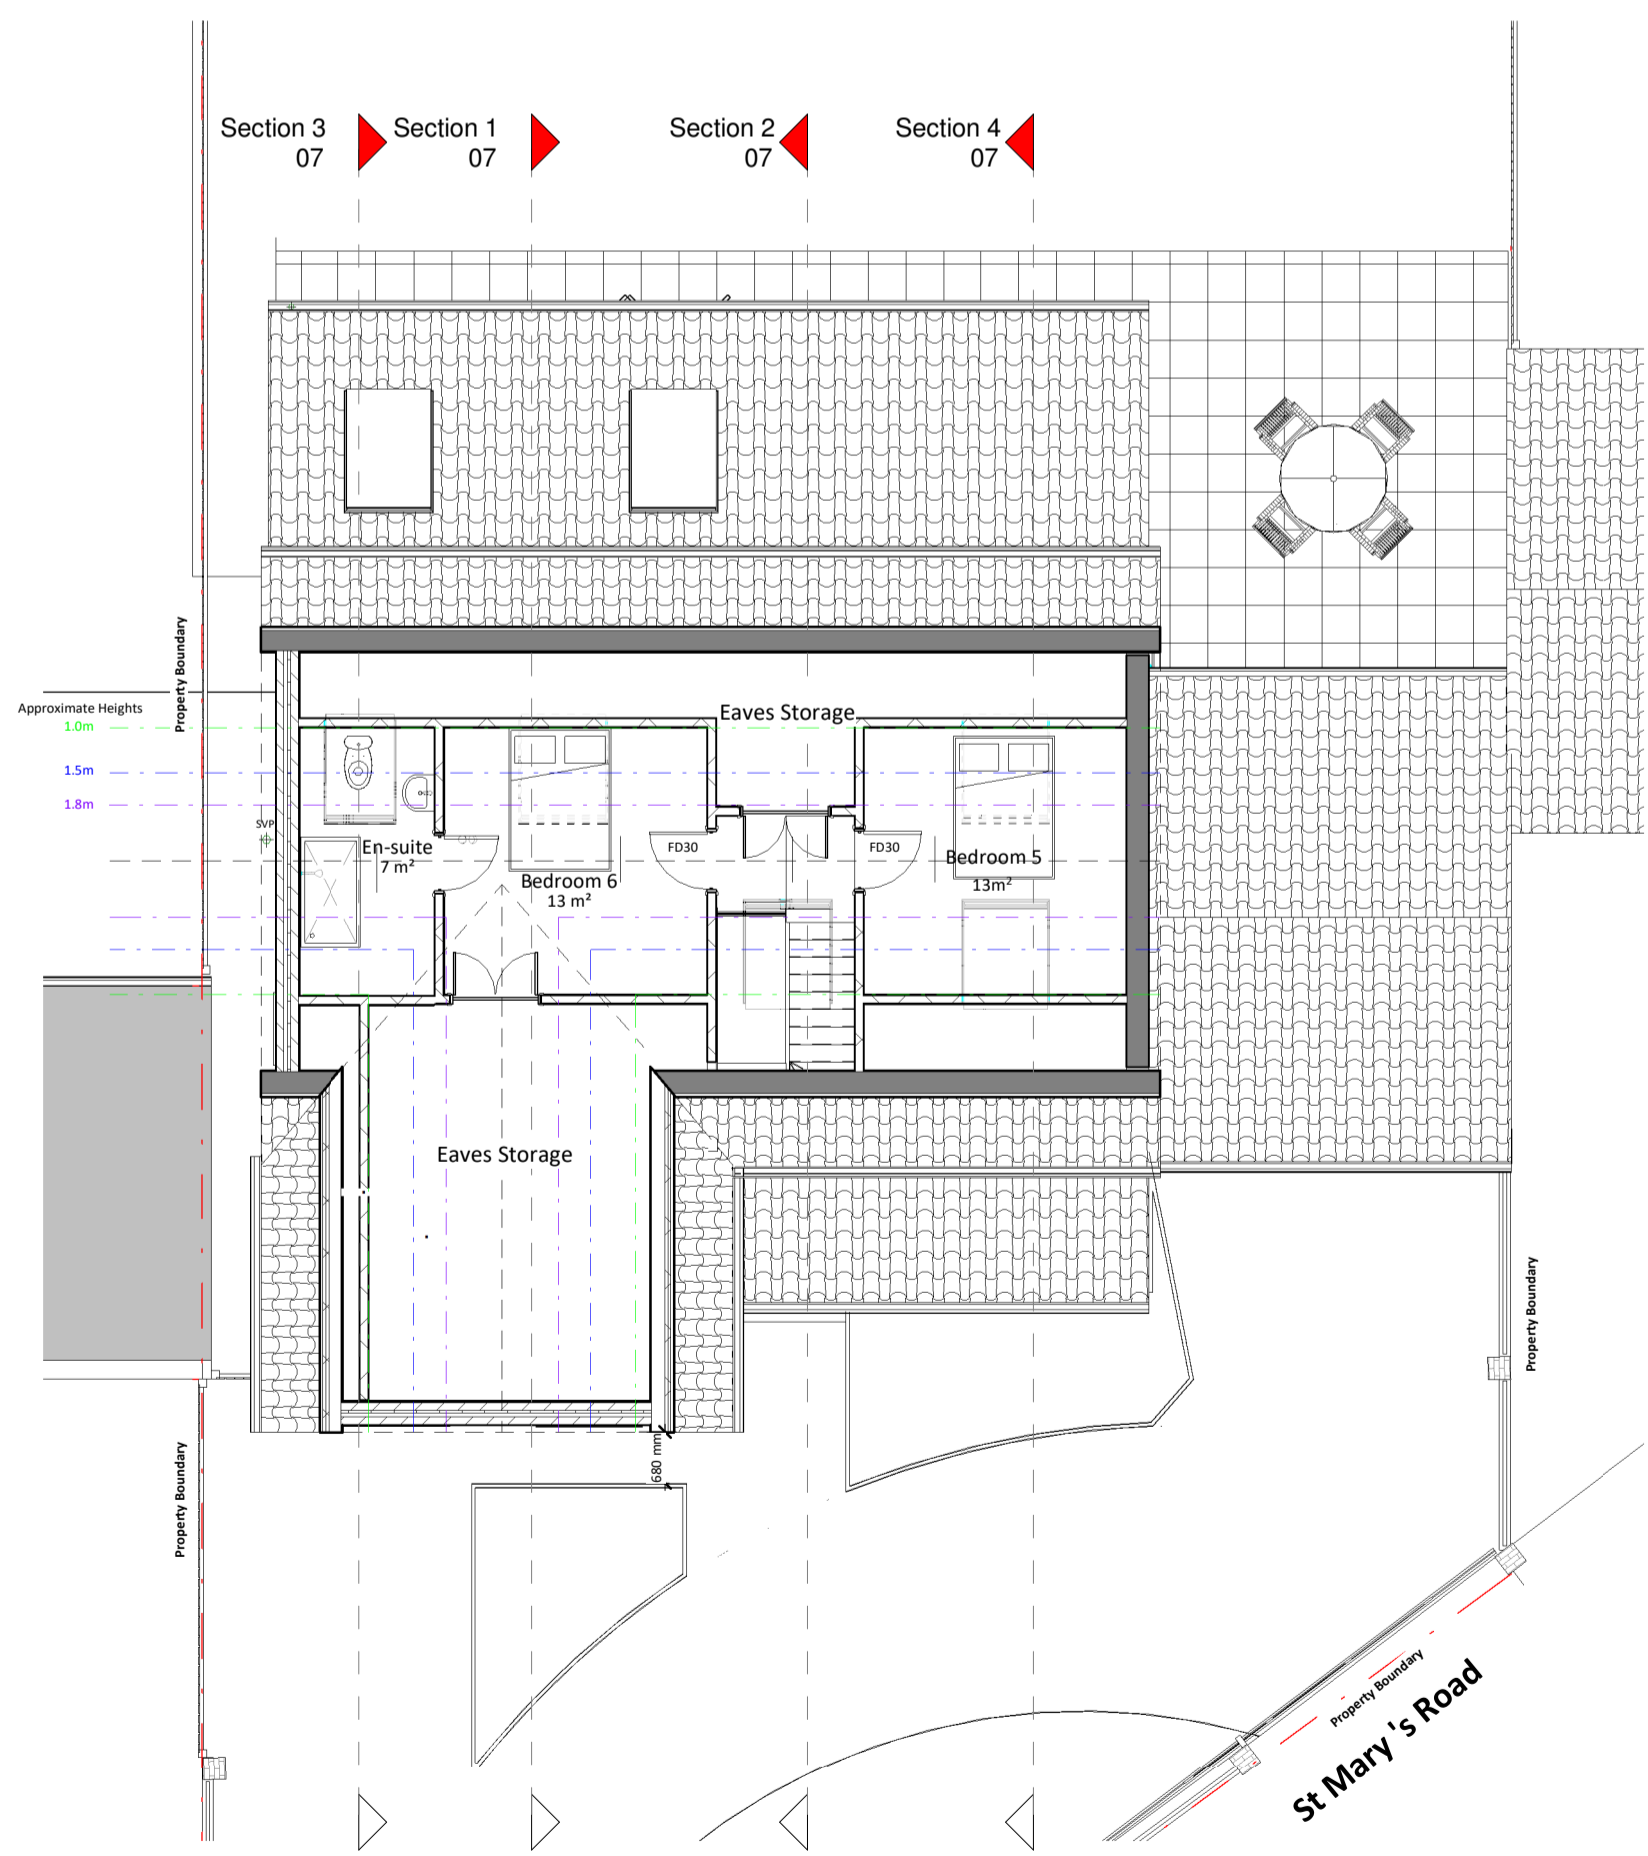 Section 3
07
Section 1
07
Section 2
07
Section 4
07
Property Boundary
Approximate Heights
1.0m
1.5m
1.8m
SVP
Eaves Storage
En-suite
7 m²
Bedroom 6
13 m²
FD30
FD30
Bedroom 5
13m²
Eaves Storage
680 mm
Property Boundary
Property Boundary
Property Boundary
St Mary's Road